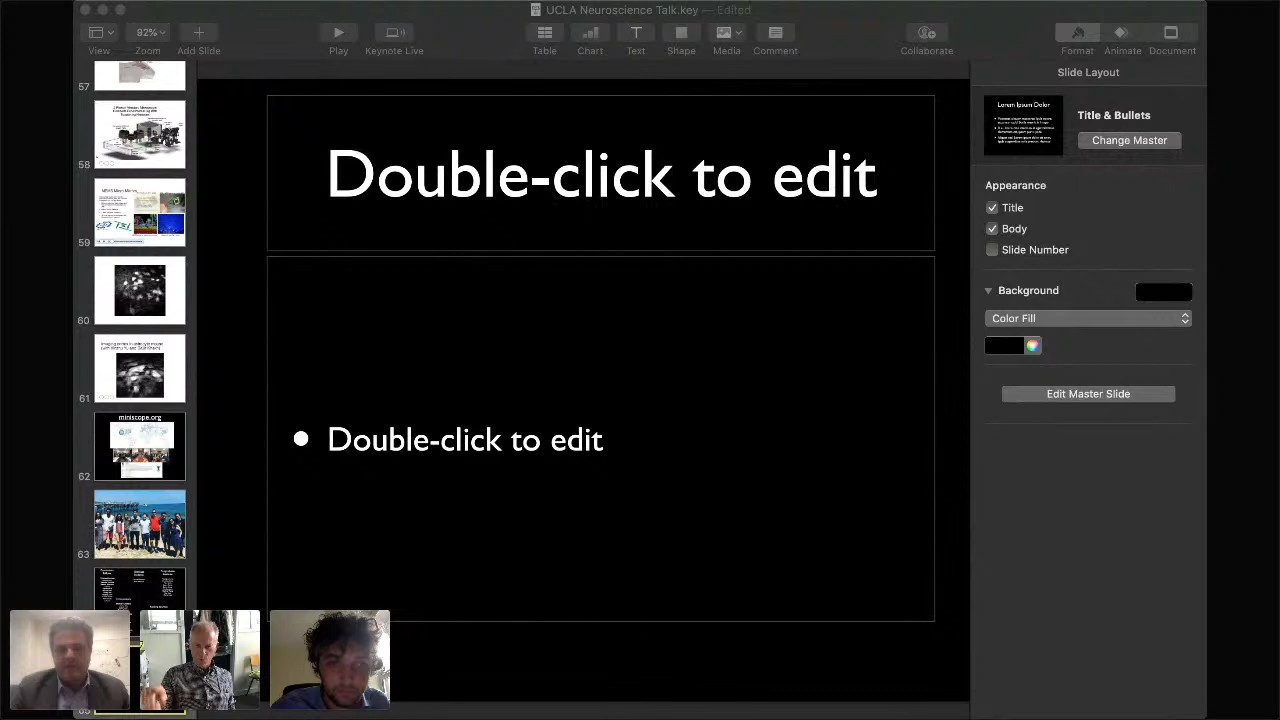 UCLA Neuroscience Talk.key — Edited
92%
View
Zoom
Add Slide
Play
Keynote Live
Table
Chart
Text
Shape
Media
Comment
Collaborate
Format
Animate
Document
Slide Layout
57
58
59
60
61
miniscope.org
62
63
Double-click to edit
Double-click to edit
Lorem Ipsum Dolor
Title & Bullets
Change Master
Appearance
Title
Body
Slide Number
Background
Color Fill
Edit Master Slide